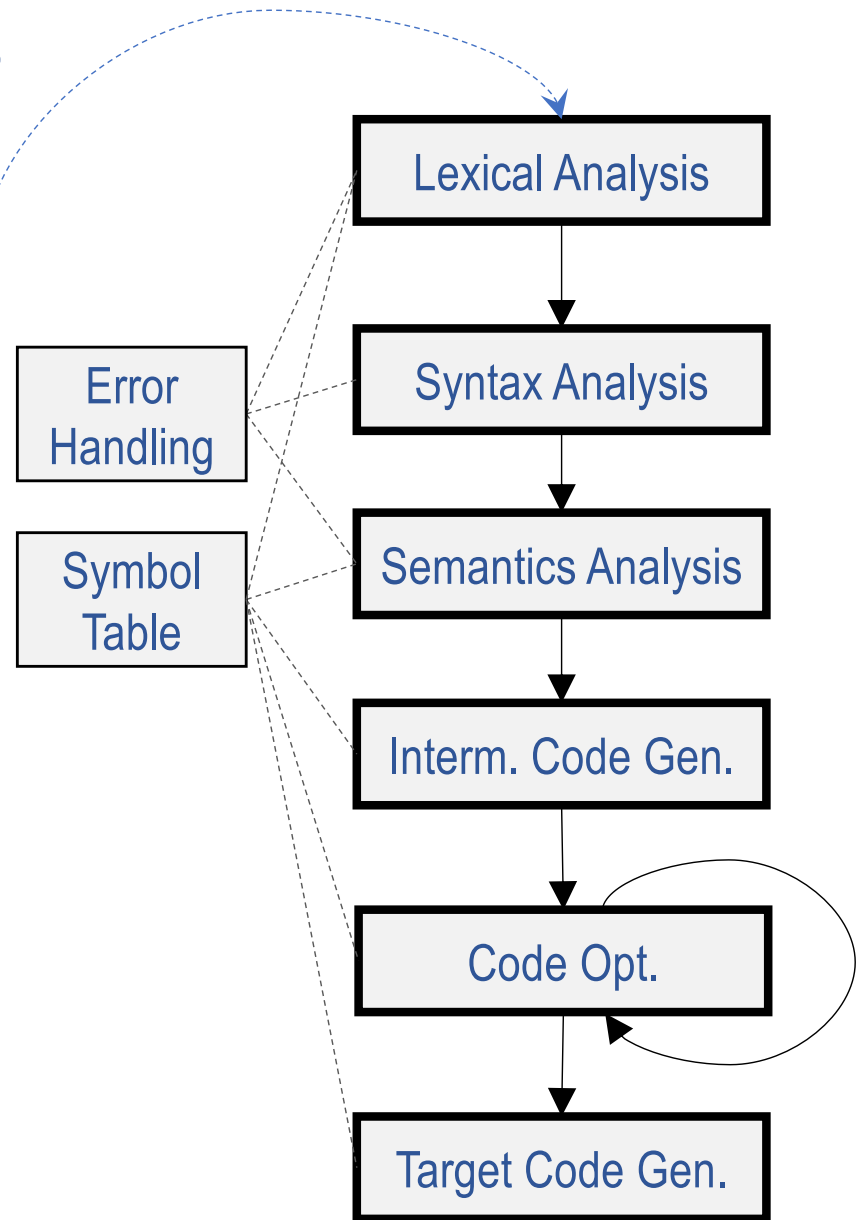 Lexical Analysis
Syntax Analysis
Error
Handling
Semantics Analysis
Symbol
Table
Interm. Code Gen.
Code Opt.
Target Code Gen.